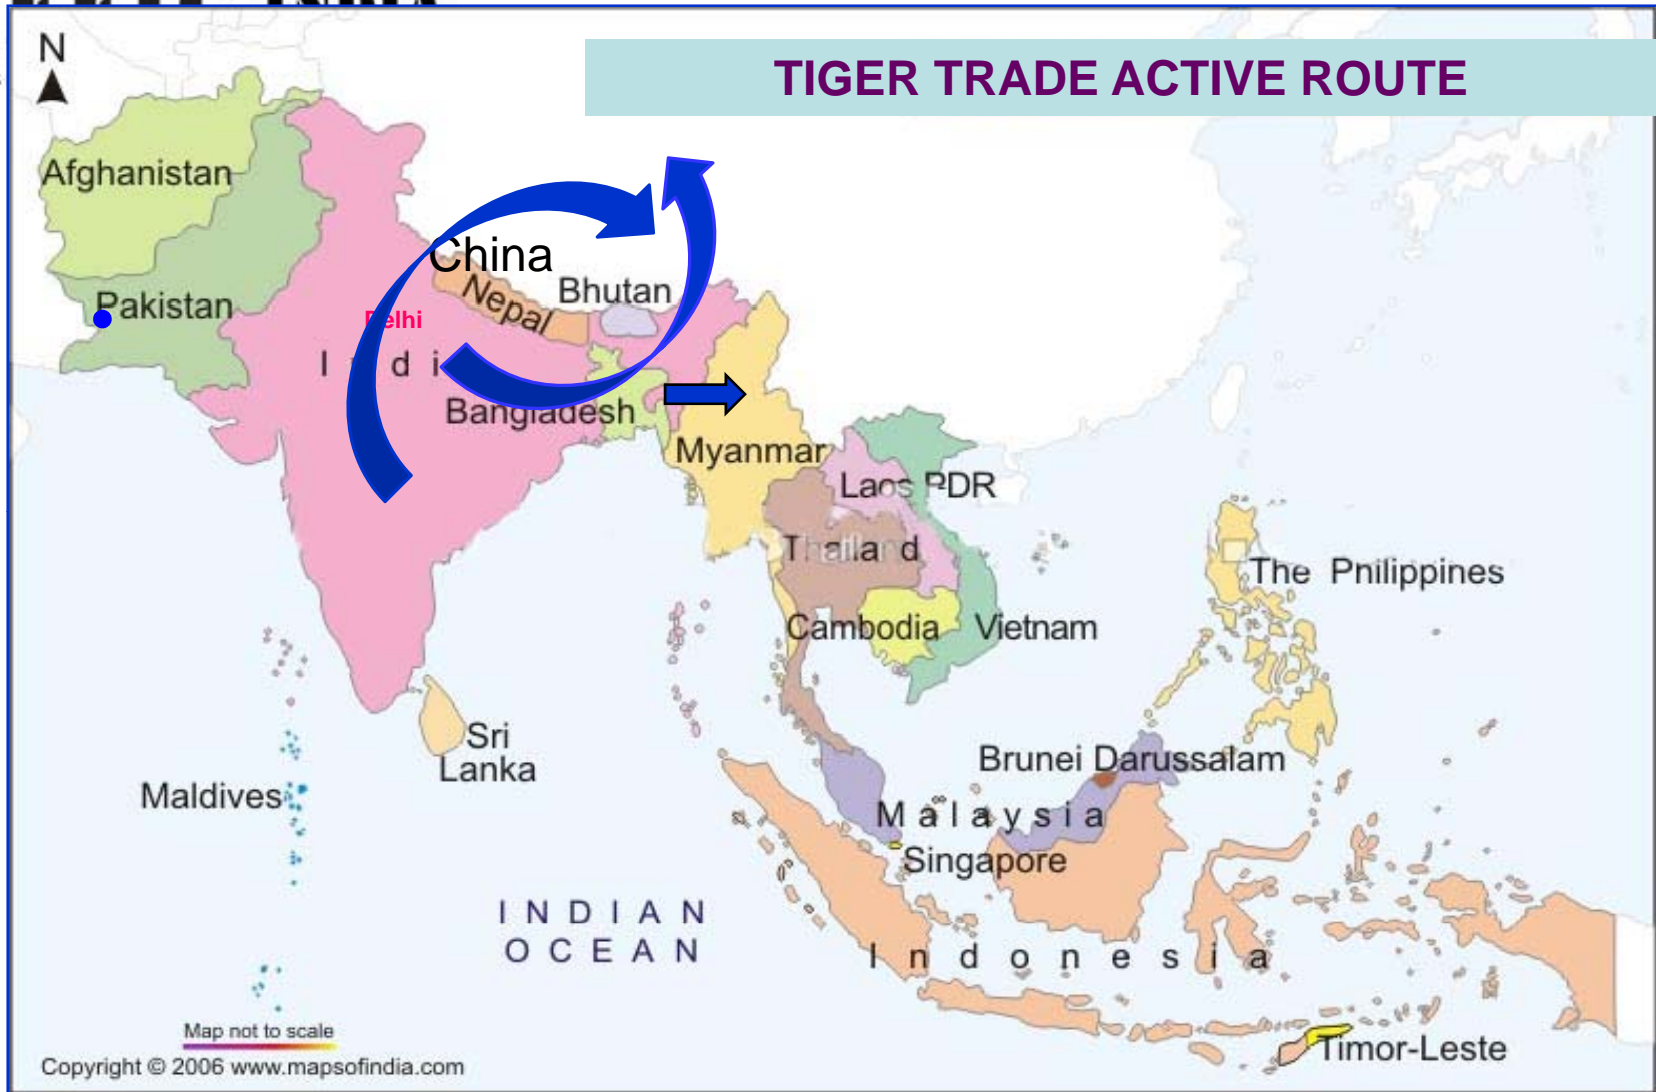 N
TIGER TRADE ACTIVE ROUTE
Afghanistan
China
Bhutan
Nepal
Pakistan
Delhi
I d i
Bangladesh
Myanmar
Laos PDR
Thailand
The Pnilippines
Cambodia
Vietnam
Sri
Lanka
Brunei Darussalam
Maldives
Malaysia
Singapore
INDIAN
OCEAN
Indonesia
Map not to scale
Timor-Leste
Copyright © 2006 www.mapsofindia.com